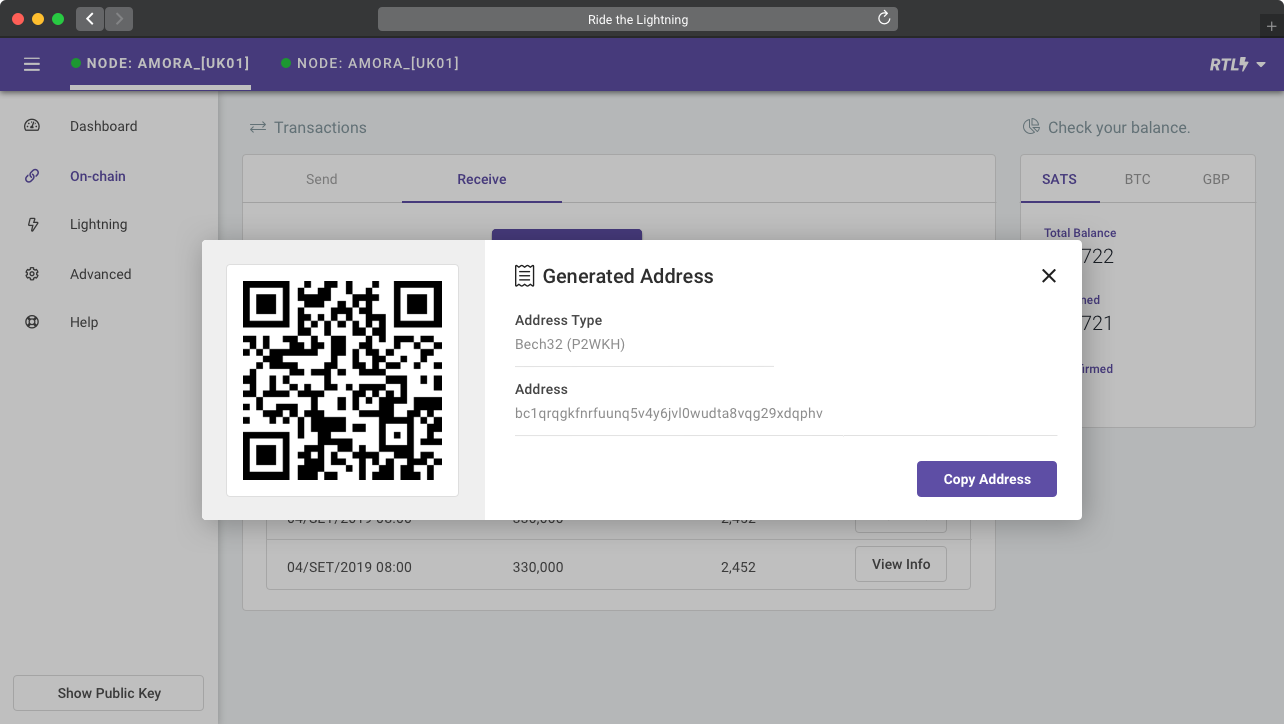 Ride the Lightning
NODE: AMORA_[UK01]
NODE: AMORA_[UK01]
RTL
Dashboard
On-chain
Lightning
Advanced
Help
Show Public Key
Transactions
Send
Receive
Check your balance.
SATS
BTC
GBP
Total Balance
722
721
Generated Address
Address Type
Bech32 (P2WKH)
Address
bc1qrqgkfnrfuunq5v4y6jvl0wudta8vqg29xdqphv
Copy Address
04/SET/2019 08:00 330,000 2,452
04/SET/2019 08:00 330,000 2,452 View Info